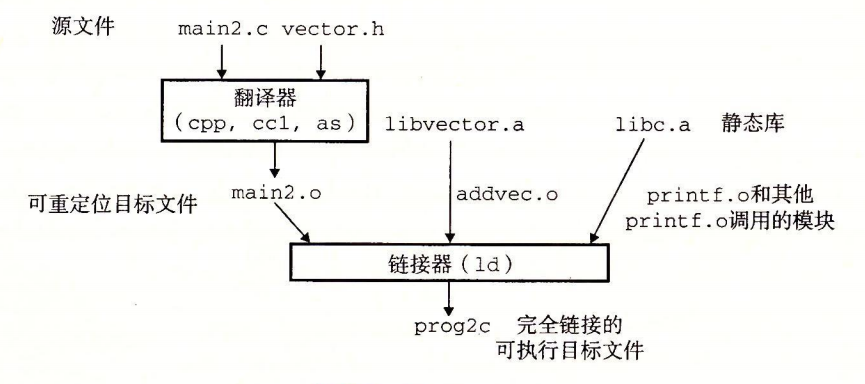 源文件 main2.c vector.h
翻译器
(cpp, cc1, as) libvector.a libc.a 静态库
可重定位目标文件 main2.o addvec.o printf.o和其他
printf.o调用的模块
链接器(ld)
prog2c 完全链接的
可执行目标文件